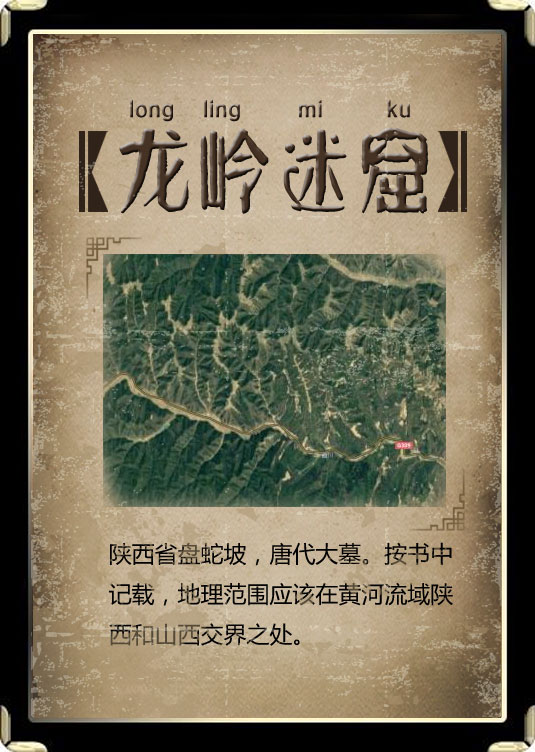 long ling mi ku
【龙岭迷窟】
G309
陕西省盘蛇坡，唐代大墓。按书中
记载，地理范围应该在黄河流域陕
西和山西交界之处。